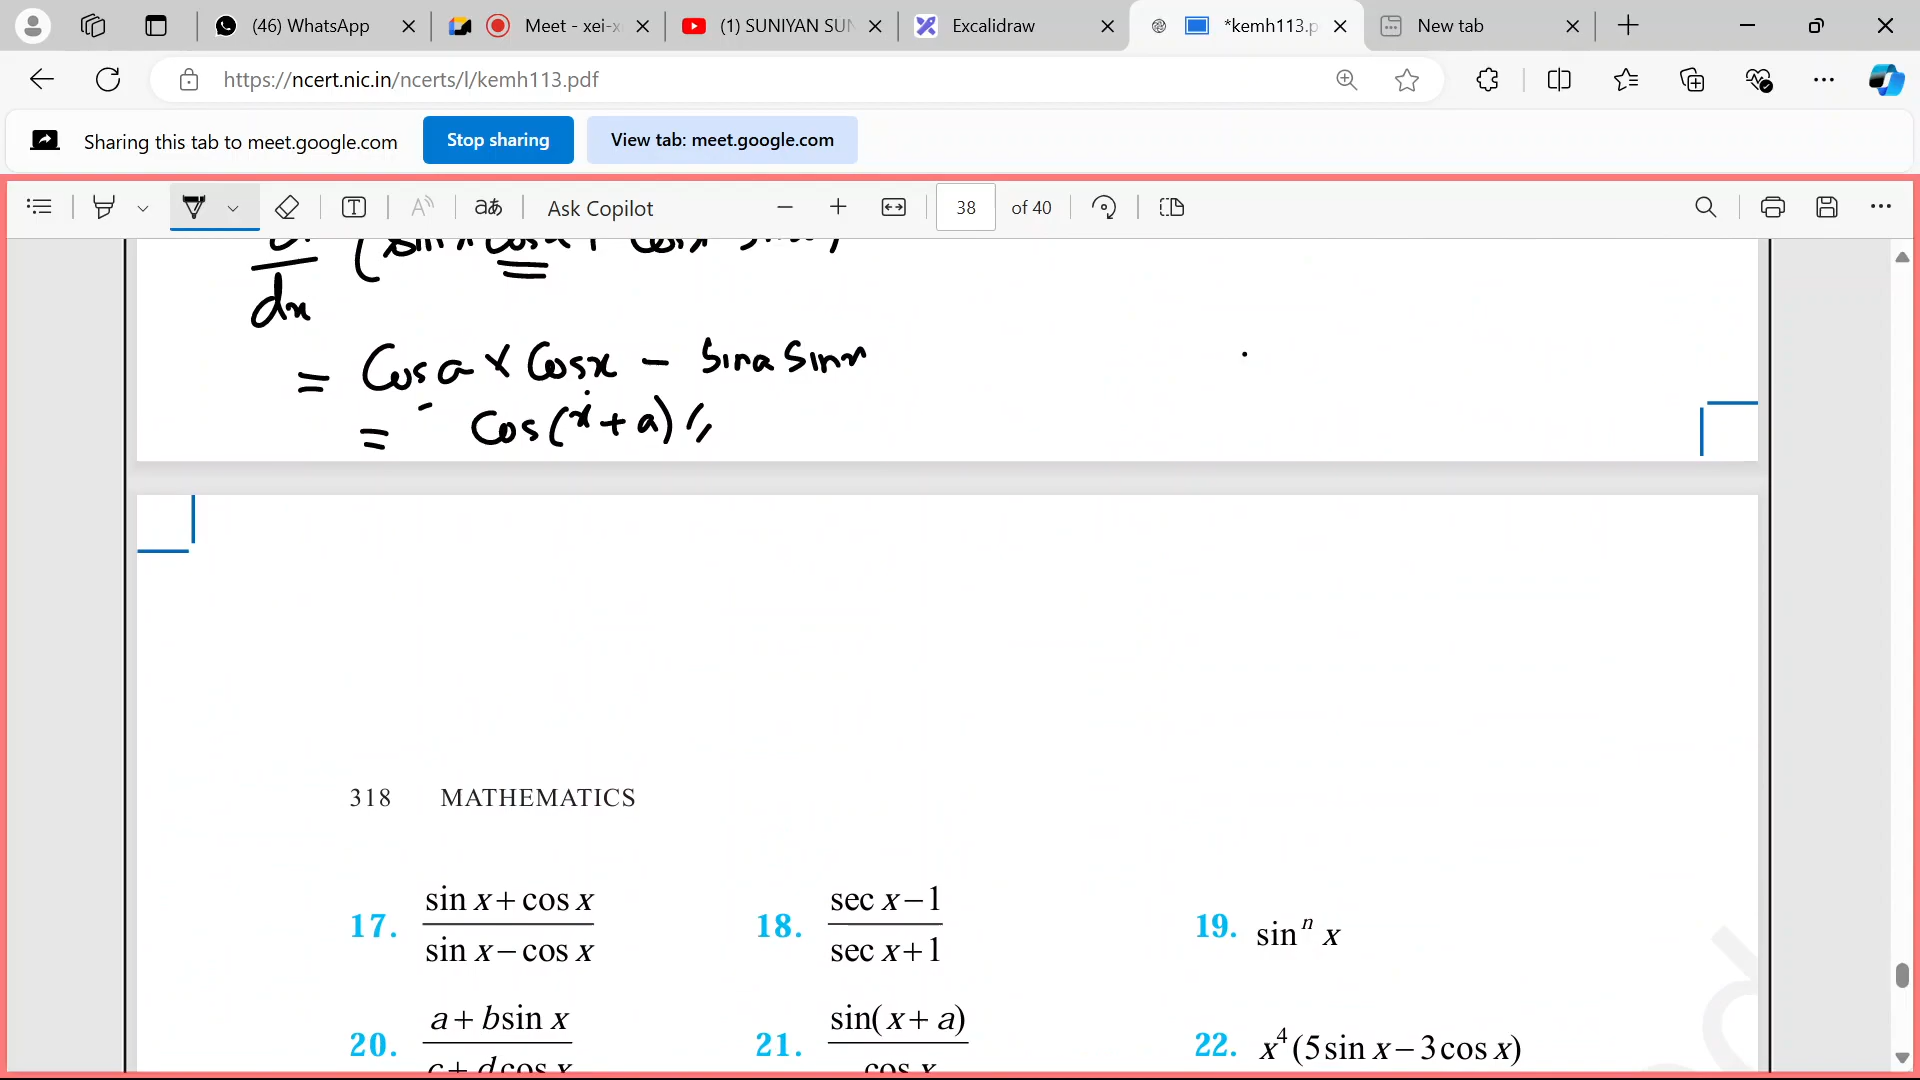 (46) WhatsApp
Meet - xei-x
(1) SUNIYAN SUN
Excalidraw
*kemh113.p
New tab
https://ncert.nic.in/ncerts/l/kemh113.pdf
Sharing this tab to meet.google.com
Stop sharing
View tab: meet.google.com
aあ
Ask Copilot
38
of 40
dx
= Cos a × Cosx – Sina Sinx
= Cos(x+a)
318 MATHEMATICS
17. (sin x + cos x)/(sin x − cos x) 18. (sec x − 1)/(sec x + 1) 19. sinⁿ x
20. (a + b sin x)/(c + d cos x) 21. sin(x + a)/cos x 22. x⁴ (5 sin x − 3 cos x)